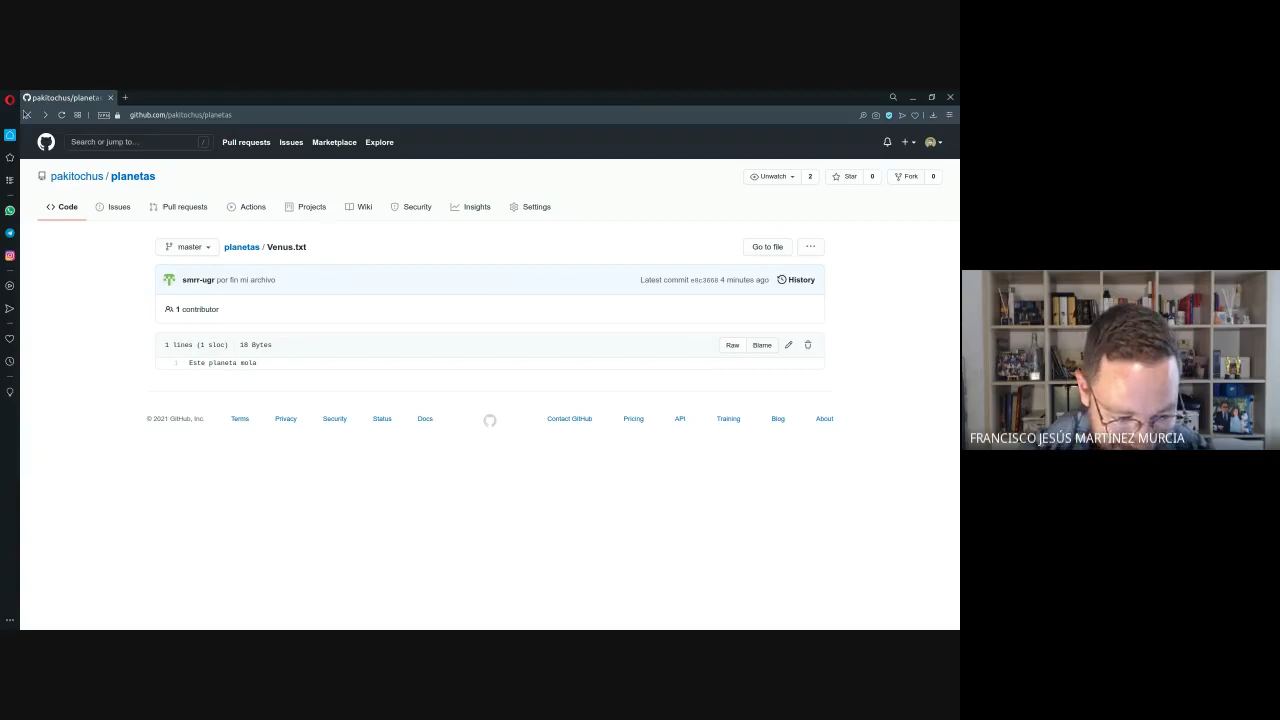 pakitochus/planetas
github.com/pakitochus/planetas
VPN
Search or jump to… /
Pull requests Issues Marketplace Explore
pakitochus / planetas
Unwatch 2 Star 0 Fork 0
Code Issues Pull requests Actions Projects Wiki Security Insights Settings
master planetas / Venus.txt Go to file ...
smrr-ugr por fin mi archivo Latest commit e8c3668 4 minutes ago History
1 contributor
1 lines (1 sloc) 18 Bytes Raw Blame
1 Este planeta mola
© 2021 GitHub, Inc. Terms Privacy Security Status Docs Contact GitHub Pricing API Training Blog About
FRANCISCO JESÚS MARTÍNEZ MURCIA